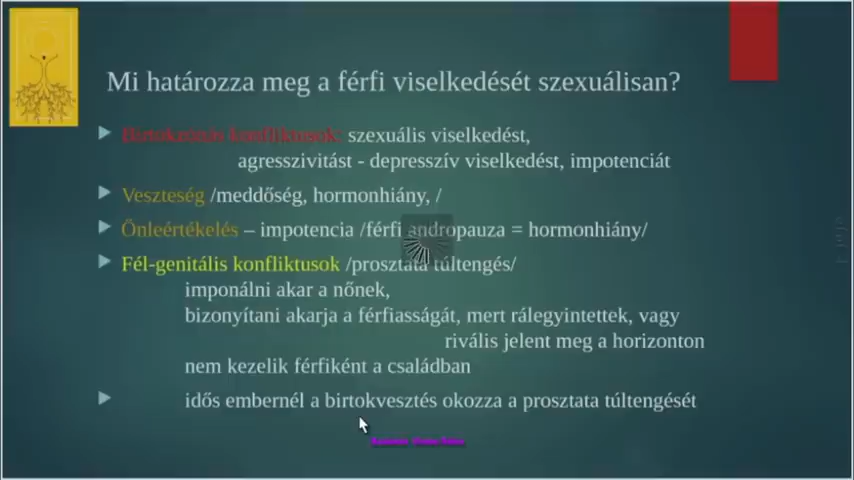 Mi határozza meg a férfi viselkedését szexuálisan?
konfliktusok: szexuális viselkedést,
agresszivitást - depresszív viselkedést, impotenciát
Veszteség /meddőség, hormonhiány, /
Önleértékelés – impotencia /férfi andropauza = hormonhiány/
Fél-genitális konfliktusok /prosztata túltengés/
imponálni akar a nőnek,
bizonyítani akarja a férfiasságát, mert rálegyintettek, vagy
rivális jelent meg a horizonton
nem kezelik férfiként a családban
idős embernél a birtokvesztés okozza a prosztata túltengését